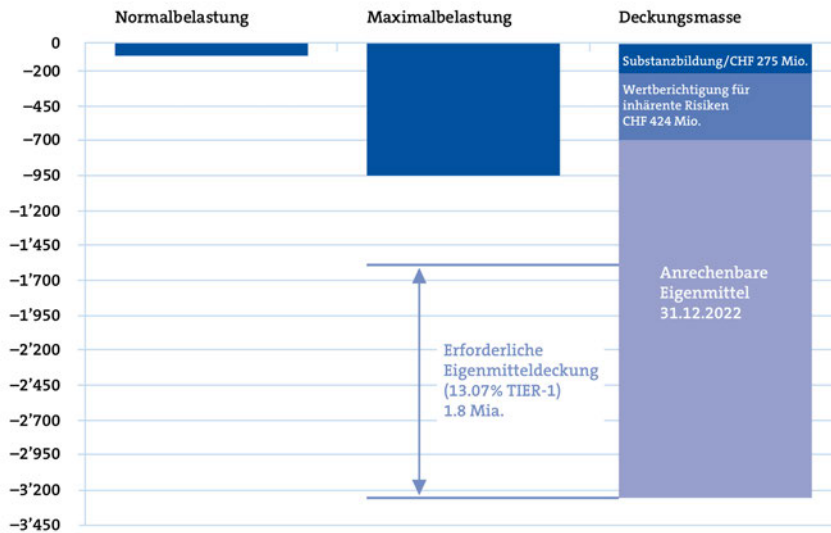 Normalbelastung
Maximalbelastung
Deckungsmasse
0
–200
–450
–700
–950
–1’200
–1'450
–1'700
–1’950
–2’200
–2'450
–2'700
–2’950
–3’200
–3’450
Substanzbildung/CHF 275 Mio.
Wertberichtigung für
inhärente Risiken
CHF 424 Mio.
Anrechenbare
Eigenmittel
31.12.2022
Erforderliche
Eigenmitteldeckung
(13.07% TIER-1)
1.8 Mia.